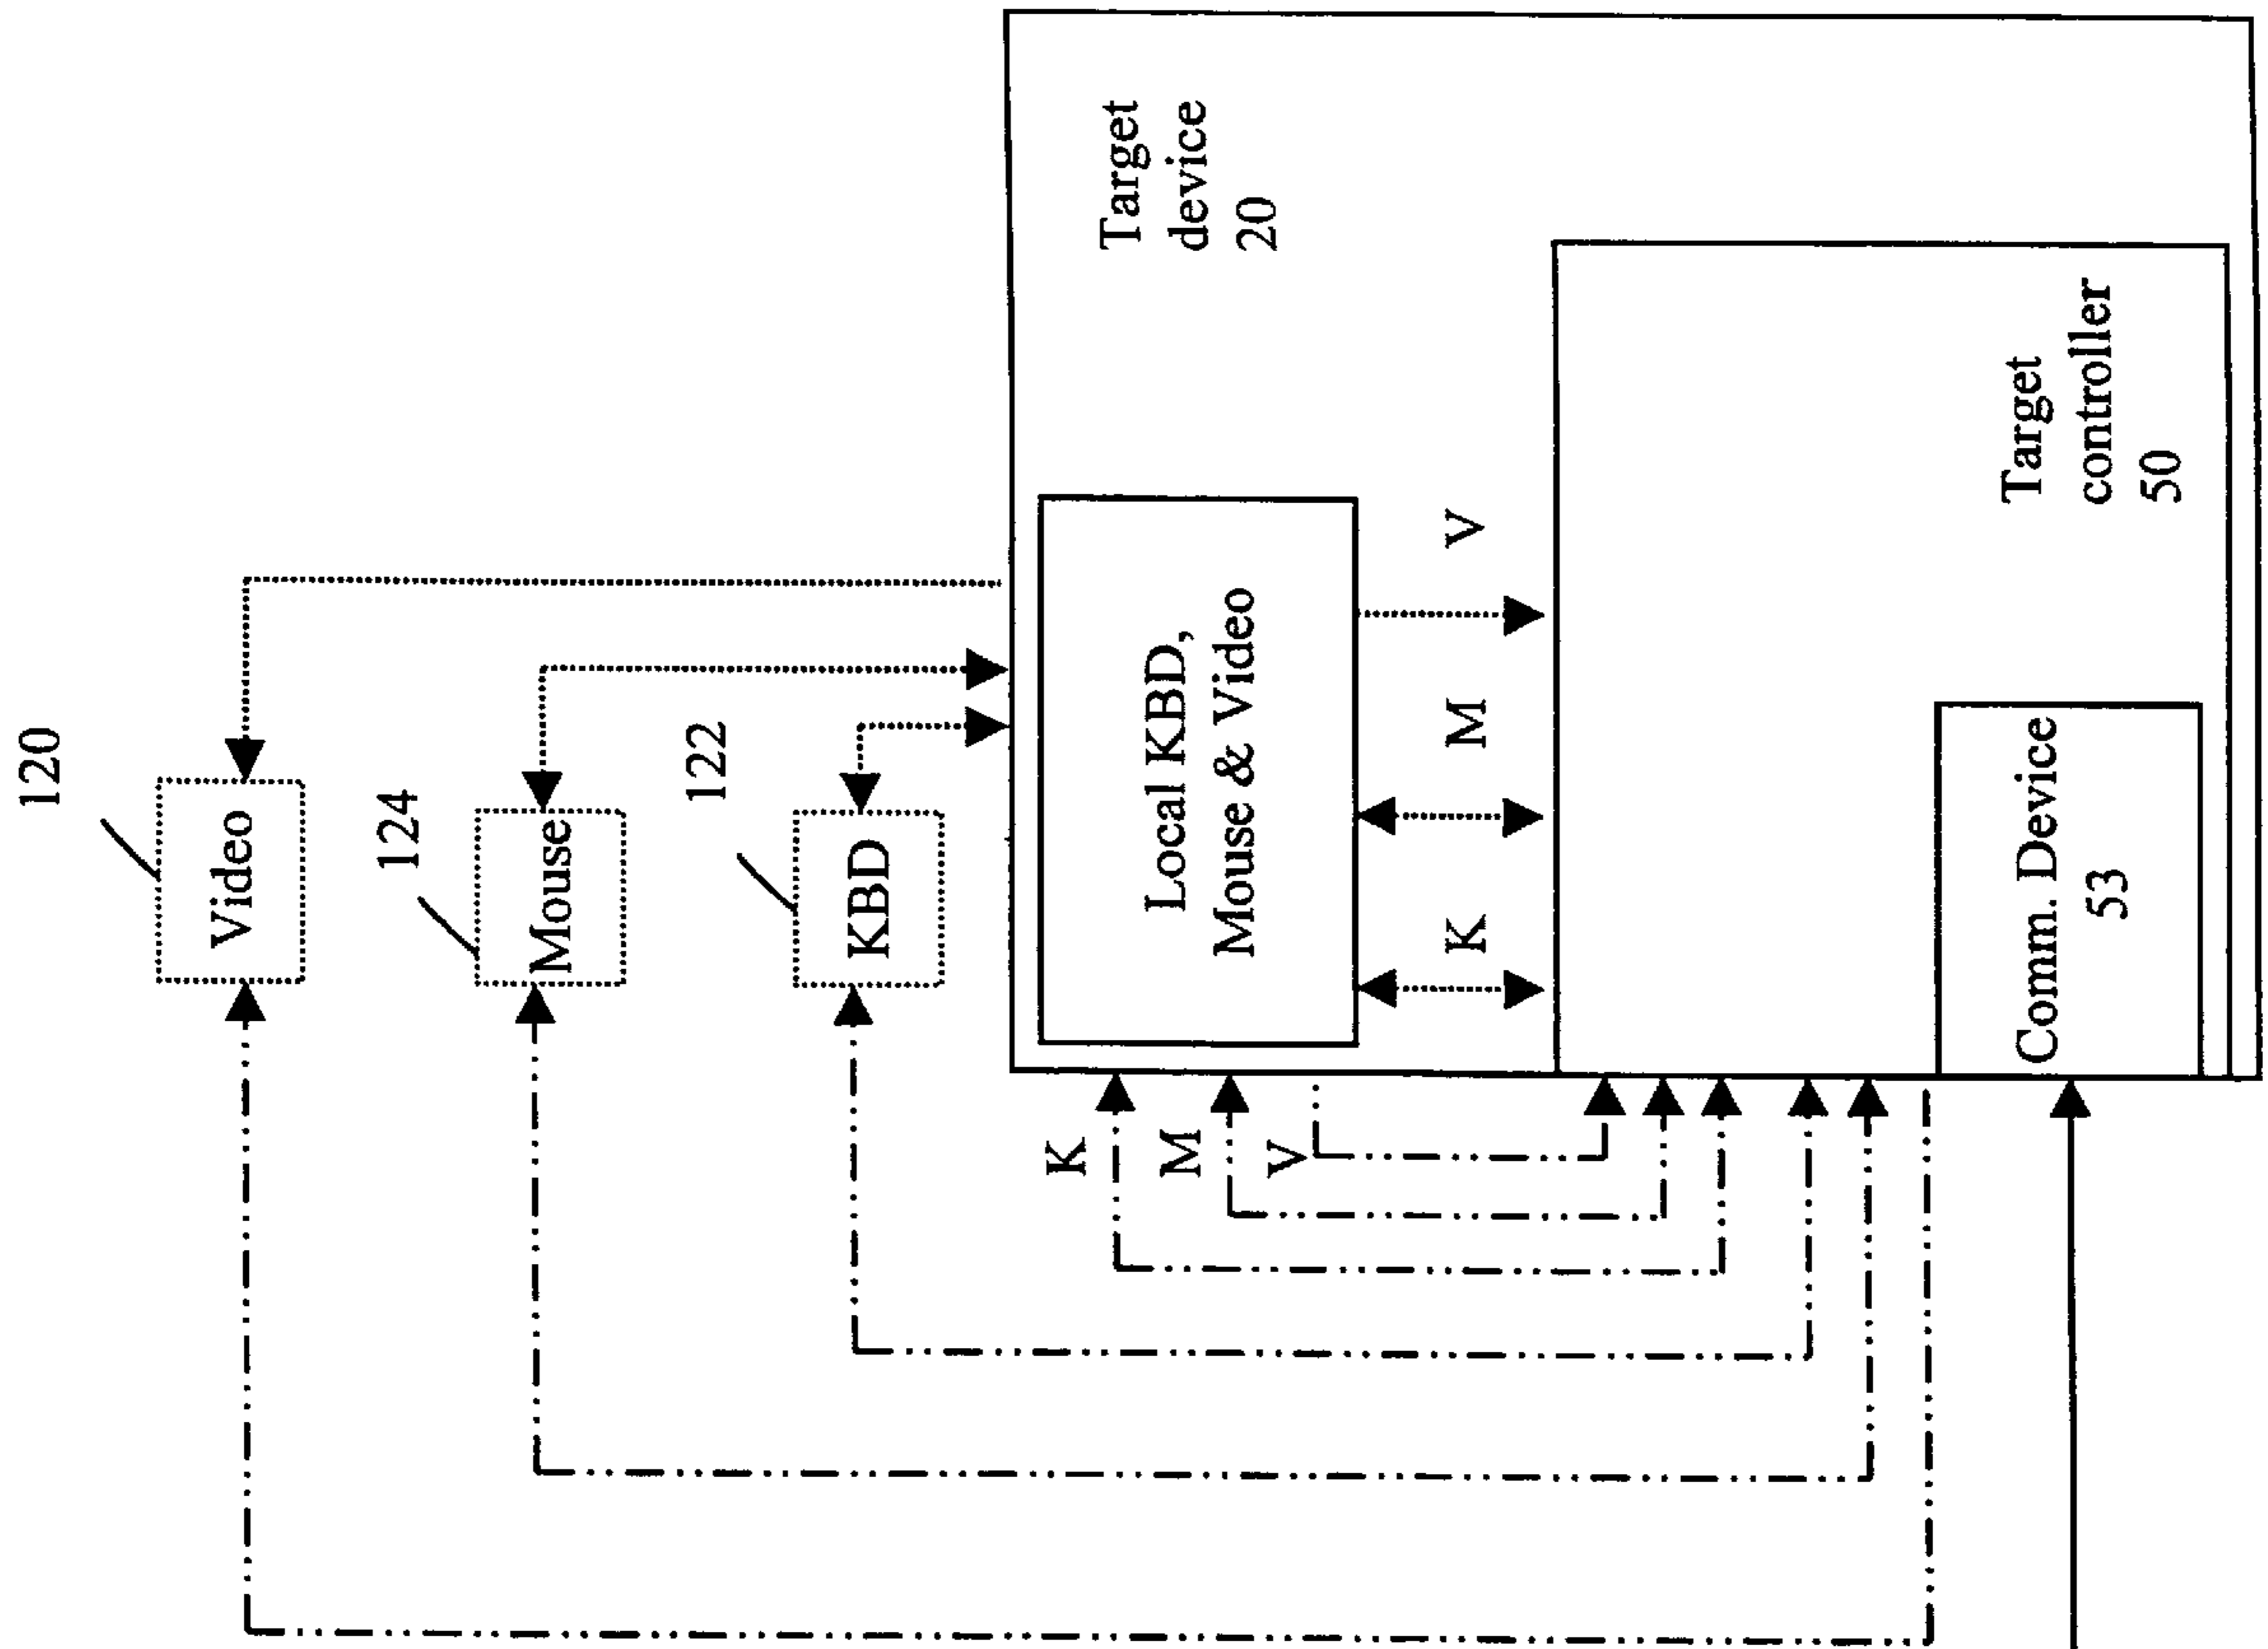 120
Video
124
Mouse
122
KBD
Target
device
20
Local KBD,
Mouse & Video
K
M
V
K
M
V
Target
controller
50
Comm. Device
53